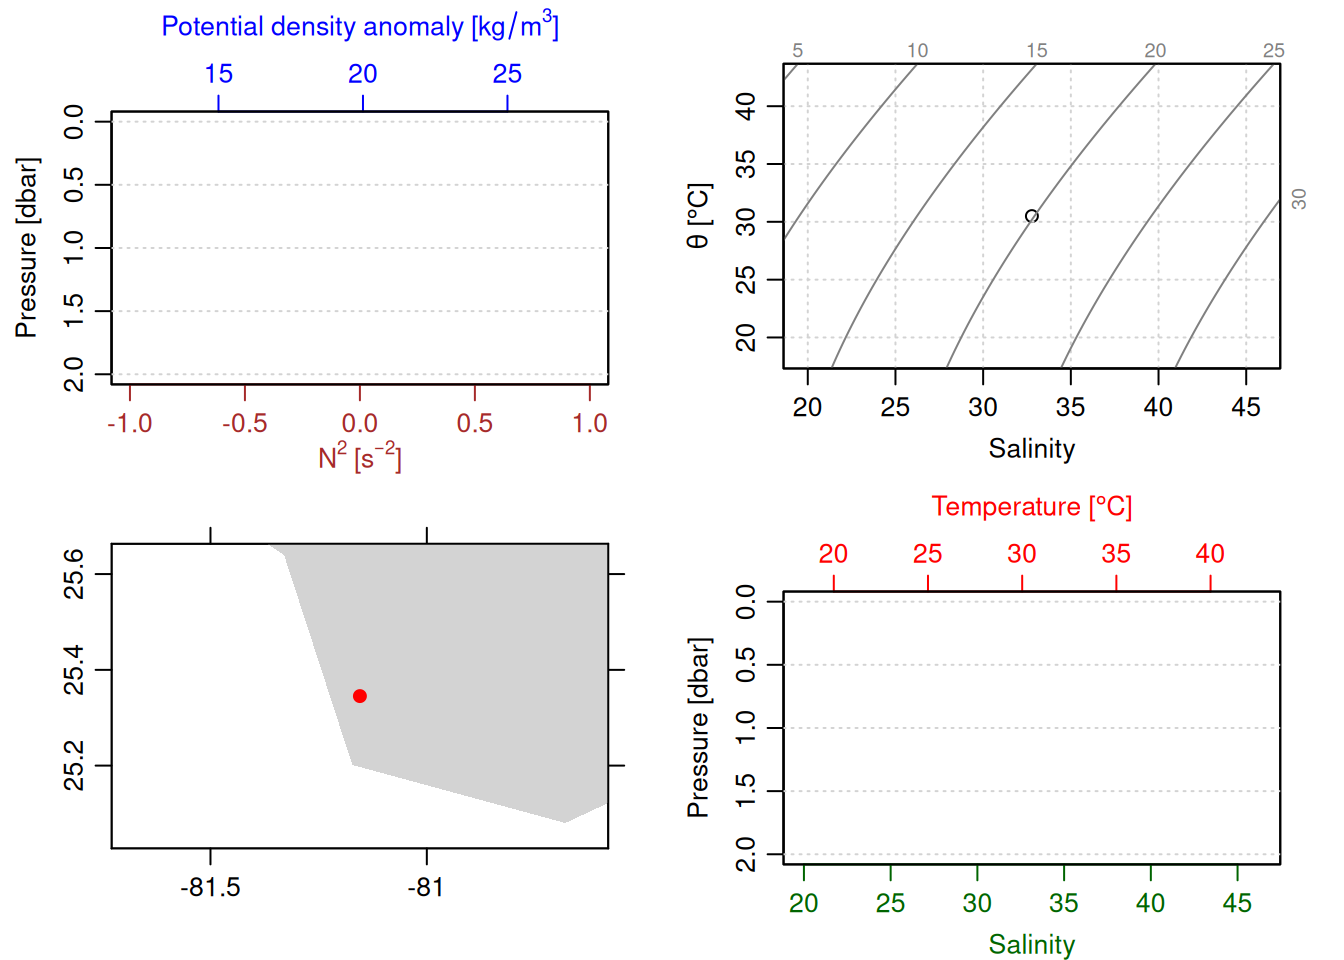 Potential density anomaly [kg/m³]
15 20 25
0.0
0.5
1.0
1.5
2.0
Pressure [dbar]
-1.0 -0.5 0.0 0.5 1.0
N² [s⁻²]
5 10 15 20 25
30
40
35
30
25
20
θ [°C]
20 25 30 35 40 45
Salinity
25.6
25.4
25.2
-81.5 -81
Temperature [°C]
20 25 30 35 40
0.0
0.5
1.0
1.5
2.0
Pressure [dbar]
20 25 30 35 40 45
Salinity